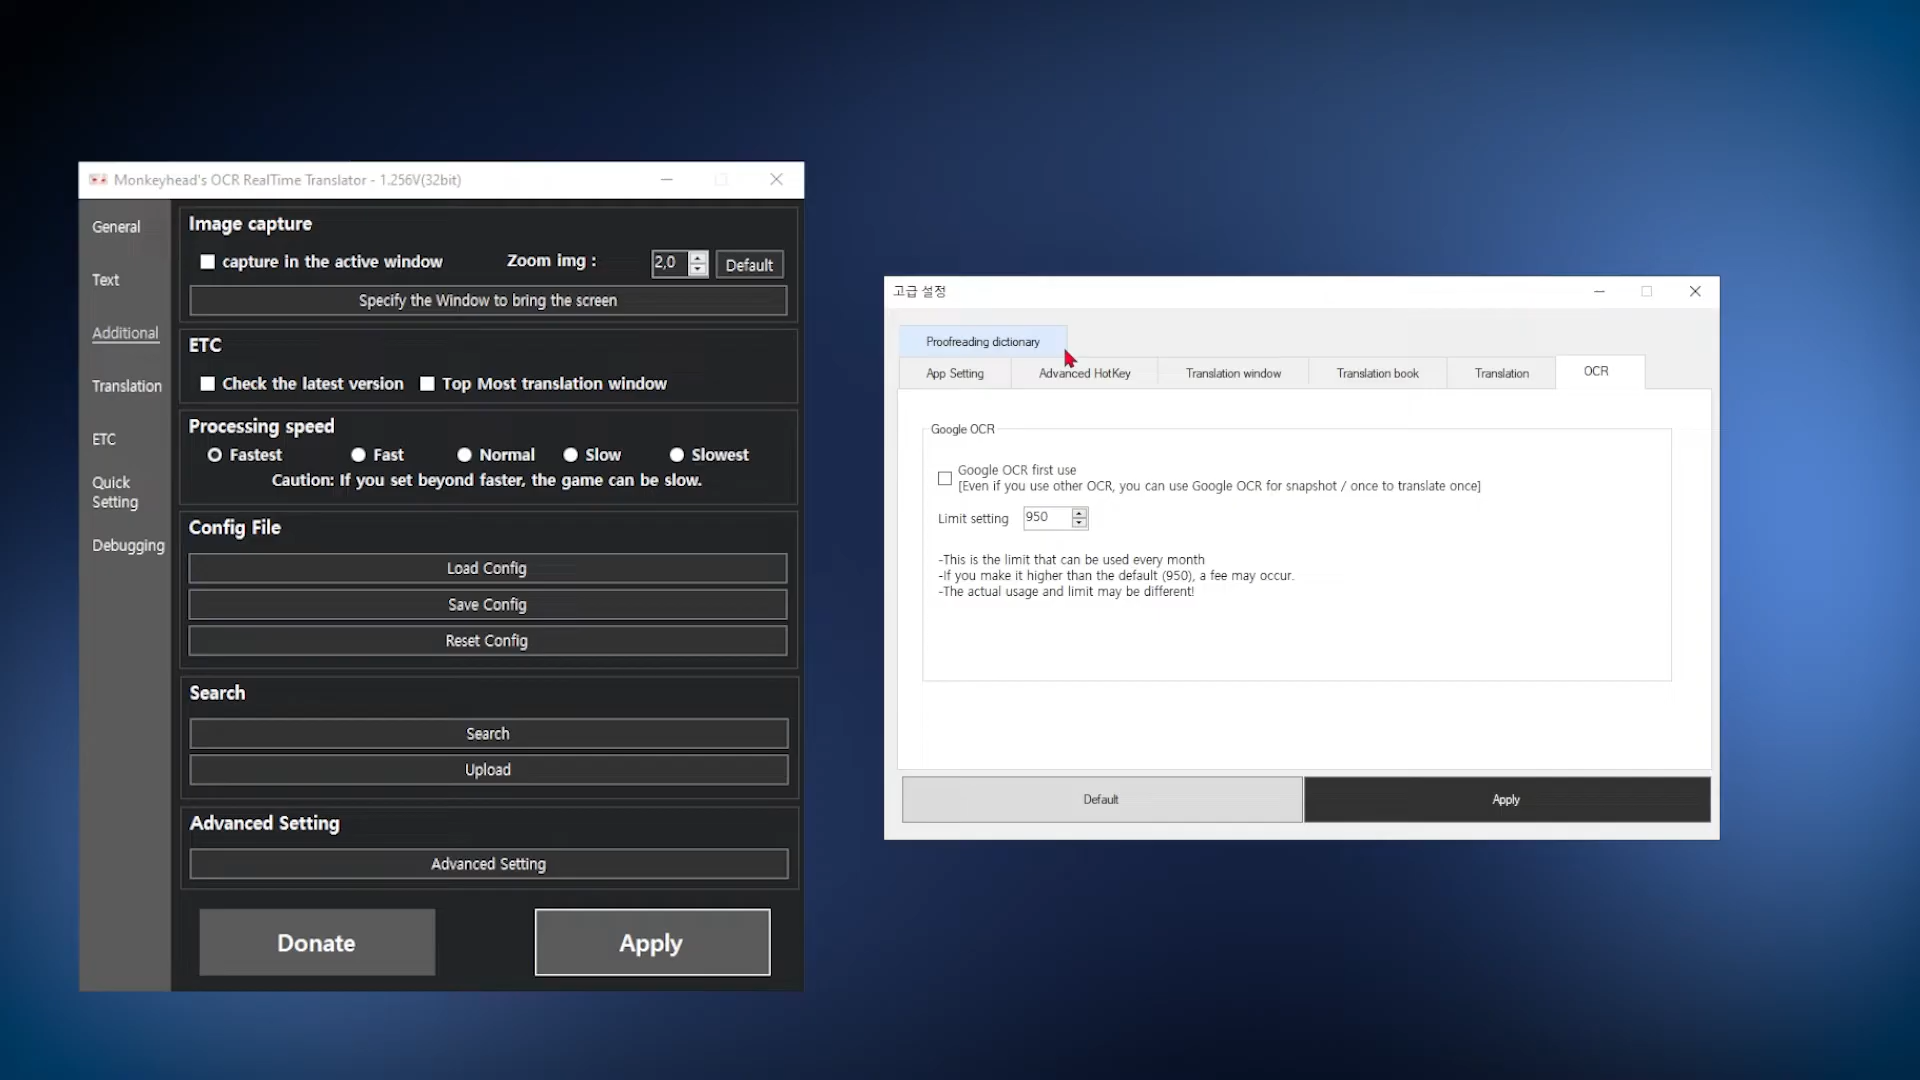 Monkeyhead's OCR RealTime Translator - 1.256V(32bit)
General
Text
Additional
Translation
ETC
Quick
Setting
Debugging
Image capture
capture in the active window
Zoom img :
2,0
Default
Specify the Window to bring the screen
ETC
Check the latest version
Top Most translation window
Processing speed
Fastest
Fast
Normal
Slow
Slowest
Caution: If you set beyond faster, the game can be slow.
Config File
Load Config
Save Config
Reset Config
Search
Search
Upload
Advanced Setting
Advanced Setting
Donate
Apply
고급 설정
Proofreading dictionary
App Setting
Advanced HotKey
Translation window
Translation book
Translation
OCR
Google OCR
Google OCR first use
[Even if you use other OCR, you can use Google OCR for snapshot / once to translate once]
Limit setting
950
-This is the limit that can be used every month
-If you make it higher than the default (950), a fee may occur.
-The actual usage and limit may be different!
Default
Apply